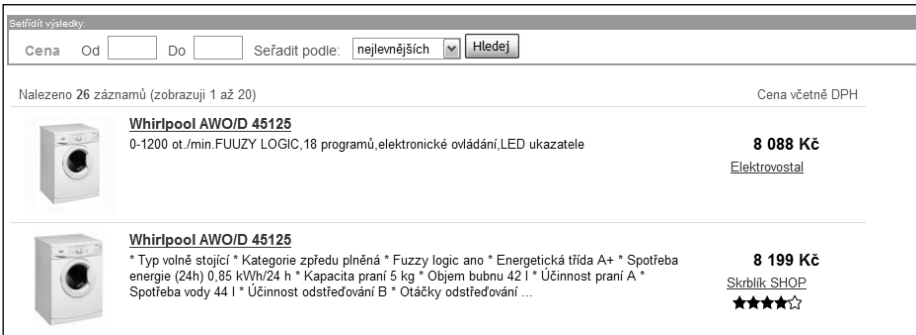 Setřídít výsledky:
Cena Od Do Seřadit podle: nejlevnějších Hledej
Nalezeno 26 záznamů (zobrazuji 1 až 20) Cena včetně DPH
Whirlpool AWO/D 45125
0-1200 ot./min.FUUZY LOGIC,18 programů,elektronické ovládání,LED ukazatele
8 088 Kč
Elektrovostal
Whirlpool AWO/D 45125
* Typ volně stojící * Kategorie zpředu plněná * Fuzzy logic ano * Energetická třída A+ * Spotřeba
energie (24h) 0,85 kWh/24 h * Kapacita praní 5 kg * Objem bubnu 42 l * Účinnost praní A *
Spotřeba vody 44 l * Účinnost odstřeďování B * Otáčky odstřeďování ...
8 199 Kč
Skrblík SHOP